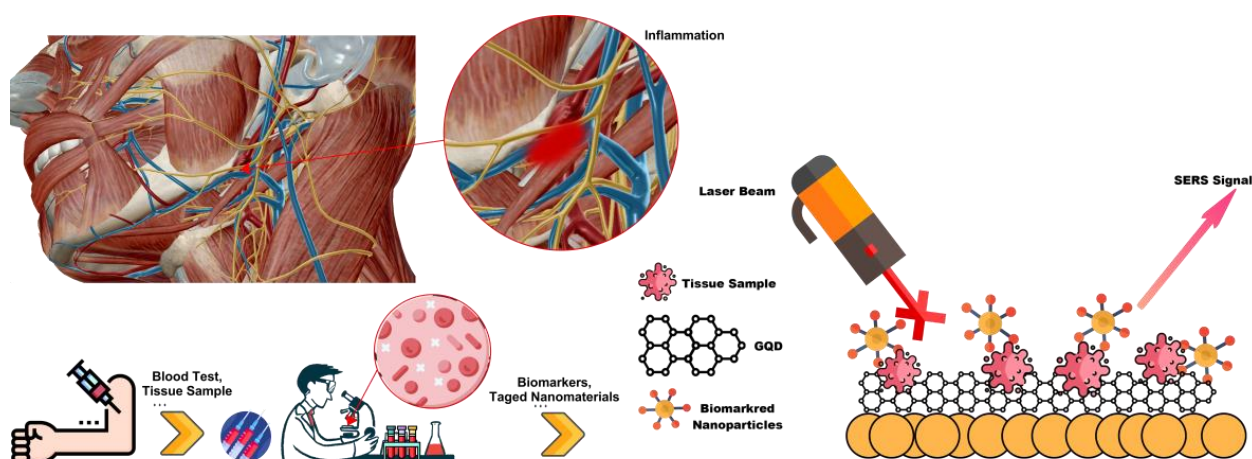 Inflammation
Laser Beam
SERS Signal
Tissue Sample
GQD
Biomarkred
Nanoparticles
Blood Test,
Tissue Sample
...
Biomarkers,
Taged Nanomaterials
...